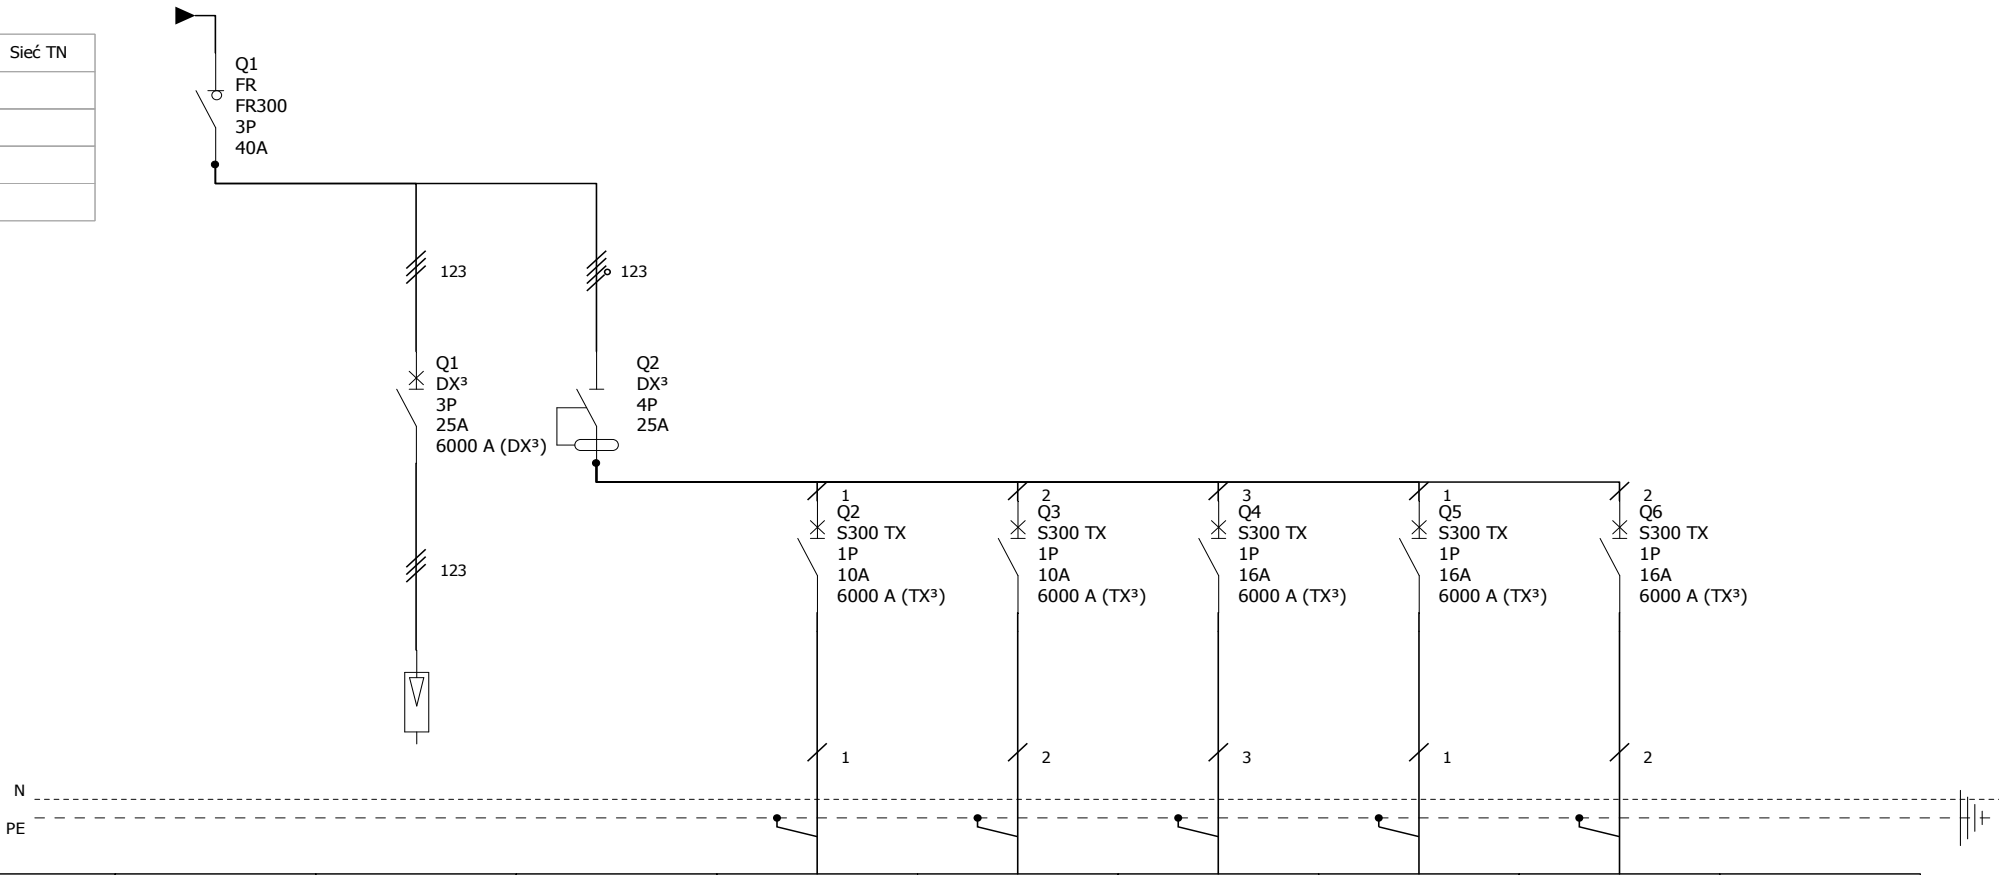 Sieć TN
Q1
FR
FR300
3P
40A
123
123
Q1
DX³
3P
25A
6000 A (DX³)
Q2
DX³
4P
25A
123
1
Q2
S300 TX
1P
10A
6000 A (TX³)
2
Q3
S300 TX
1P
10A
6000 A (TX³)
3
Q4
S300 TX
1P
16A
6000 A (TX³)
1
Q5
S300 TX
1P
16A
6000 A (TX³)
2
Q6
S300 TX
1P
16A
6000 A (TX³)
1
2
3
1
2
N
PE